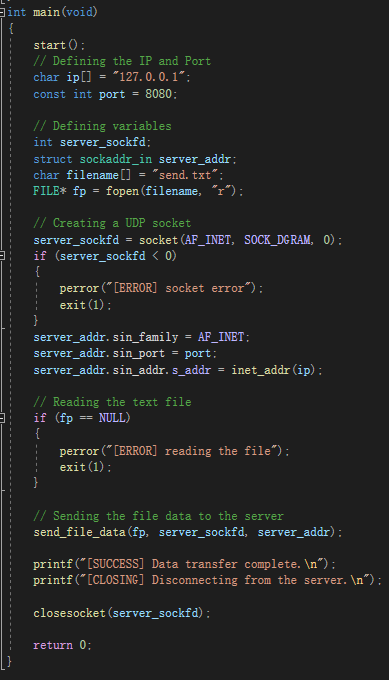 int main(void)
{
start();
// Defining the IP and Port
char ip[] = "127.0.0.1";
const int port = 8080;
// Defining variables
int server_sockfd;
struct sockaddr_in server_addr;
char filename[] = "send.txt";
FILE* fp = fopen(filename, "r");
// Creating a UDP socket
server_sockfd = socket(AF_INET, SOCK_DGRAM, 0);
if (server_sockfd < 0)
{
perror("[ERROR] socket error");
exit(1);
}
server_addr.sin_family = AF_INET;
server_addr.sin_port = port;
server_addr.sin_addr.s_addr = inet_addr(ip);
// Reading the text file
if (fp == NULL)
{
perror("[ERROR] reading the file");
exit(1);
}
// Sending the file data to the server
send_file_data(fp, server_sockfd, server_addr);
printf("[SUCCESS] Data transfer complete.\n");
printf("[CLOSING] Disconnecting from the server.\n");
closesocket(server_sockfd);
return 0;
}